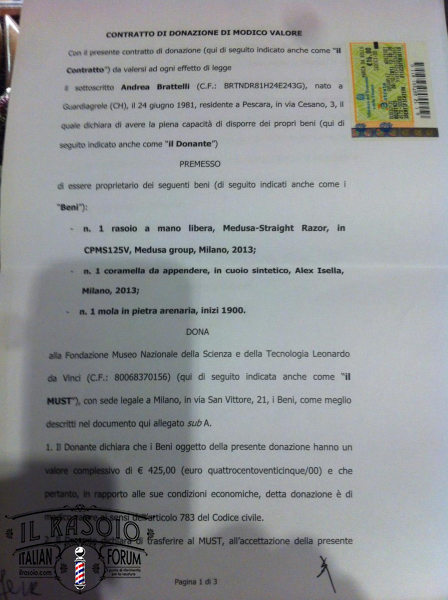 CONTRATTO DI DONAZIONE DI MODICO VALORE
Con il presente contratto di donazione (qui di seguito indicato anche come "il
Contratto") da valersi ad ogni effetto di legge
il sottoscritto Andrea Brattelli (C.F.: BRTNDR81H24E243G), nato a
Guardiagrele (CH), il 24 giugno 1981, residente a Pescara, in via Cesano, 3, il
quale dichiara di avere la piena capacità di disporre dei propri beni (qui di
seguito indicato anche come "il Donante")
PREMESSO
di essere proprietario dei seguenti beni (di seguito indicati anche come i
"Beni"):
- n. 1 rasoio a mano libera, Medusa-Straight Razor, in
CPMS125V, Medusa group, Milano, 2013;
- n. 1 coramella da appendere, in cuoio sintetico, Alex Isella,
Milano, 2013;
- n. 1 mola in pietra arenaria, inizi 1900.
DONA
alla Fondazione Museo Nazionale della Scienza e della Tecnologia Leonardo
da Vinci (C.F.: 80068370156) (qui di seguito indicata anche come "il
MUST"), con sede legale a Milano, in via San Vittore, 21, i Beni, come meglio
descritti nel documento qui allegato sub A.
1. Il Donante dichiara che i Beni oggetto della presente donazione hanno un
valore complessivo di € 425,00 (euro quattrocentoventicinque/00) e che
pertanto, in rapporto alle sue condizioni economiche, detta donazione è di
sensi dell'articolo 783 del Codice civile.
di trasferire al MUST, all'accettazione della presente
Pagina 1 di 3
€16,00
IL RASOIO
ITALIAN FORUM
ilrasoio.com